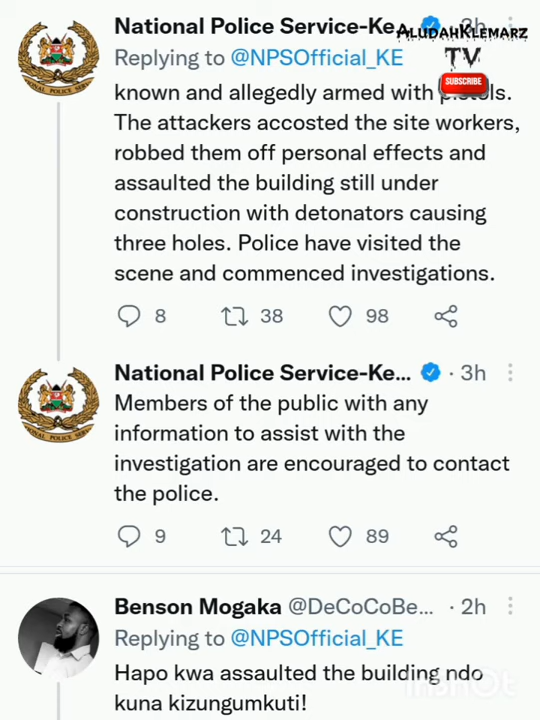 National Police Service-Ke... · 3h
ALUDAHKLEMARZ
TV
SUBSCRIBE
Replying to @NPSOfficial_KE
known and allegedly armed with pistols.
The attackers accosted the site workers,
robbed them off personal effects and
assaulted the building still under
construction with detonators causing
three holes. Police have visited the
scene and commenced investigations.
8 38 98
National Police Service-Ke... · 3h
Members of the public with any
information to assist with the
investigation are encouraged to contact
the police.
9 24 89
Benson Mogaka @DeCoCoBe... · 2h
Replying to @NPSOfficial_KE
Hapo kwa assaulted the building ndo
kuna kizungumkuti!
InShOt